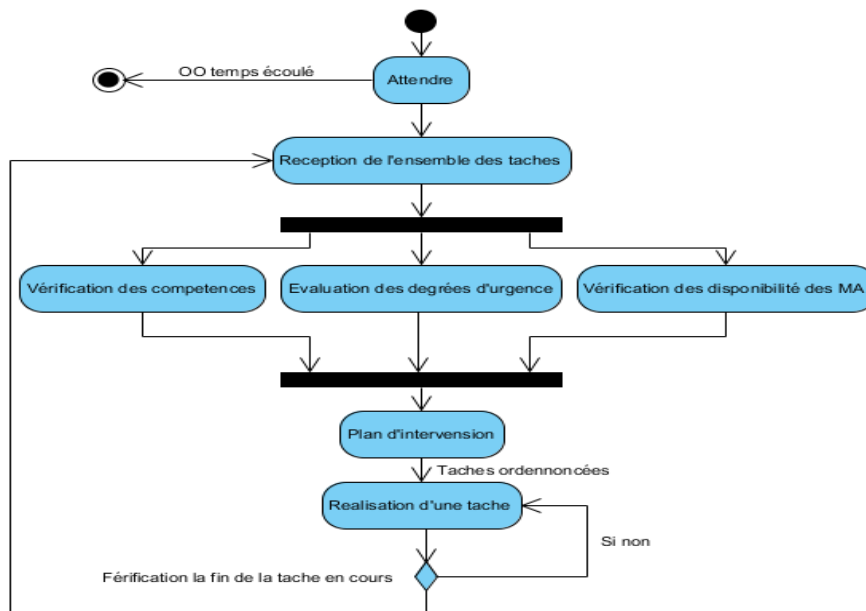 OO temps écoulé
Attendre
Reception de l'ensemble des taches
Vérification des competences
Evaluation des degrées d'urgence
Vérification des disponibilité des MA
Plan d'intervension
Taches ordennoncées
Realisation d'une tache
Si non
Férification la fin de la tache en cours